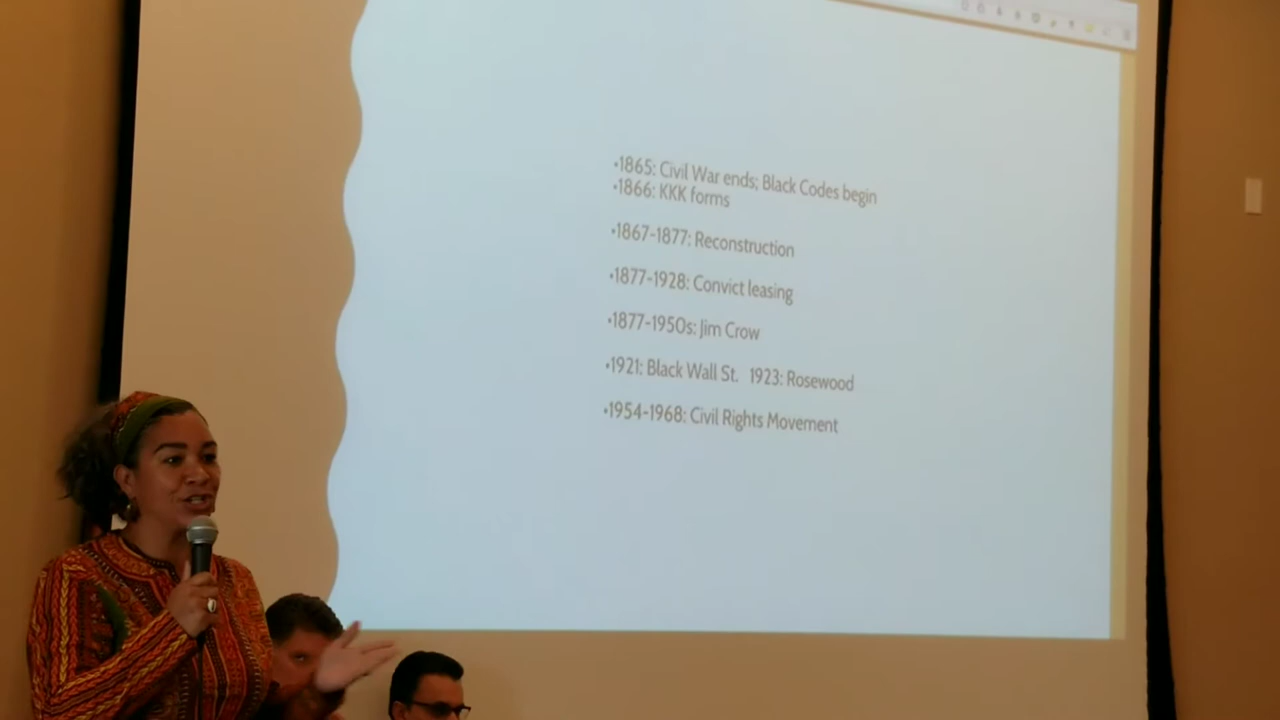 •1865: Civil War ends; Black Codes begin
•1866: KKK forms
•1867-1877: Reconstruction
•1877-1928: Convict leasing
•1877-1950s: Jim Crow
•1921: Black Wall St. 1923: Rosewood
•1954-1968: Civil Rights Movement